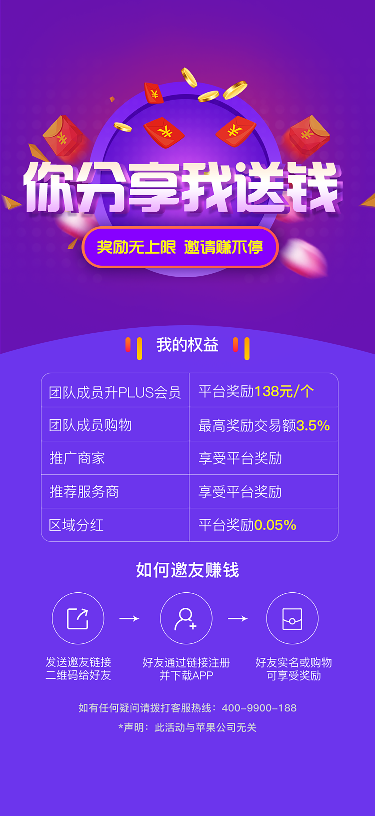 你分享我送钱
奖励无上限 邀请赚不停
我的权益
团队成员升PLUS会员 平台奖励138元/个
团队成员购物 最高奖励交易额3.5%
推广商家 享受平台奖励
推荐服务商 享受平台奖励
区域分红 平台奖励0.05%
如何邀友赚钱
发送邀友链接 好友通过链接注册 好友实名或购物
二维码给好友 并下载APP 可享受奖励
如有任何疑问请拨打客服热线：400-9900-188
*声明：此活动与苹果公司无关